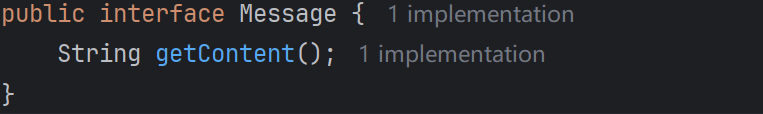 public interface Message {  1 implementation
    String getContent();  1 implementation
}